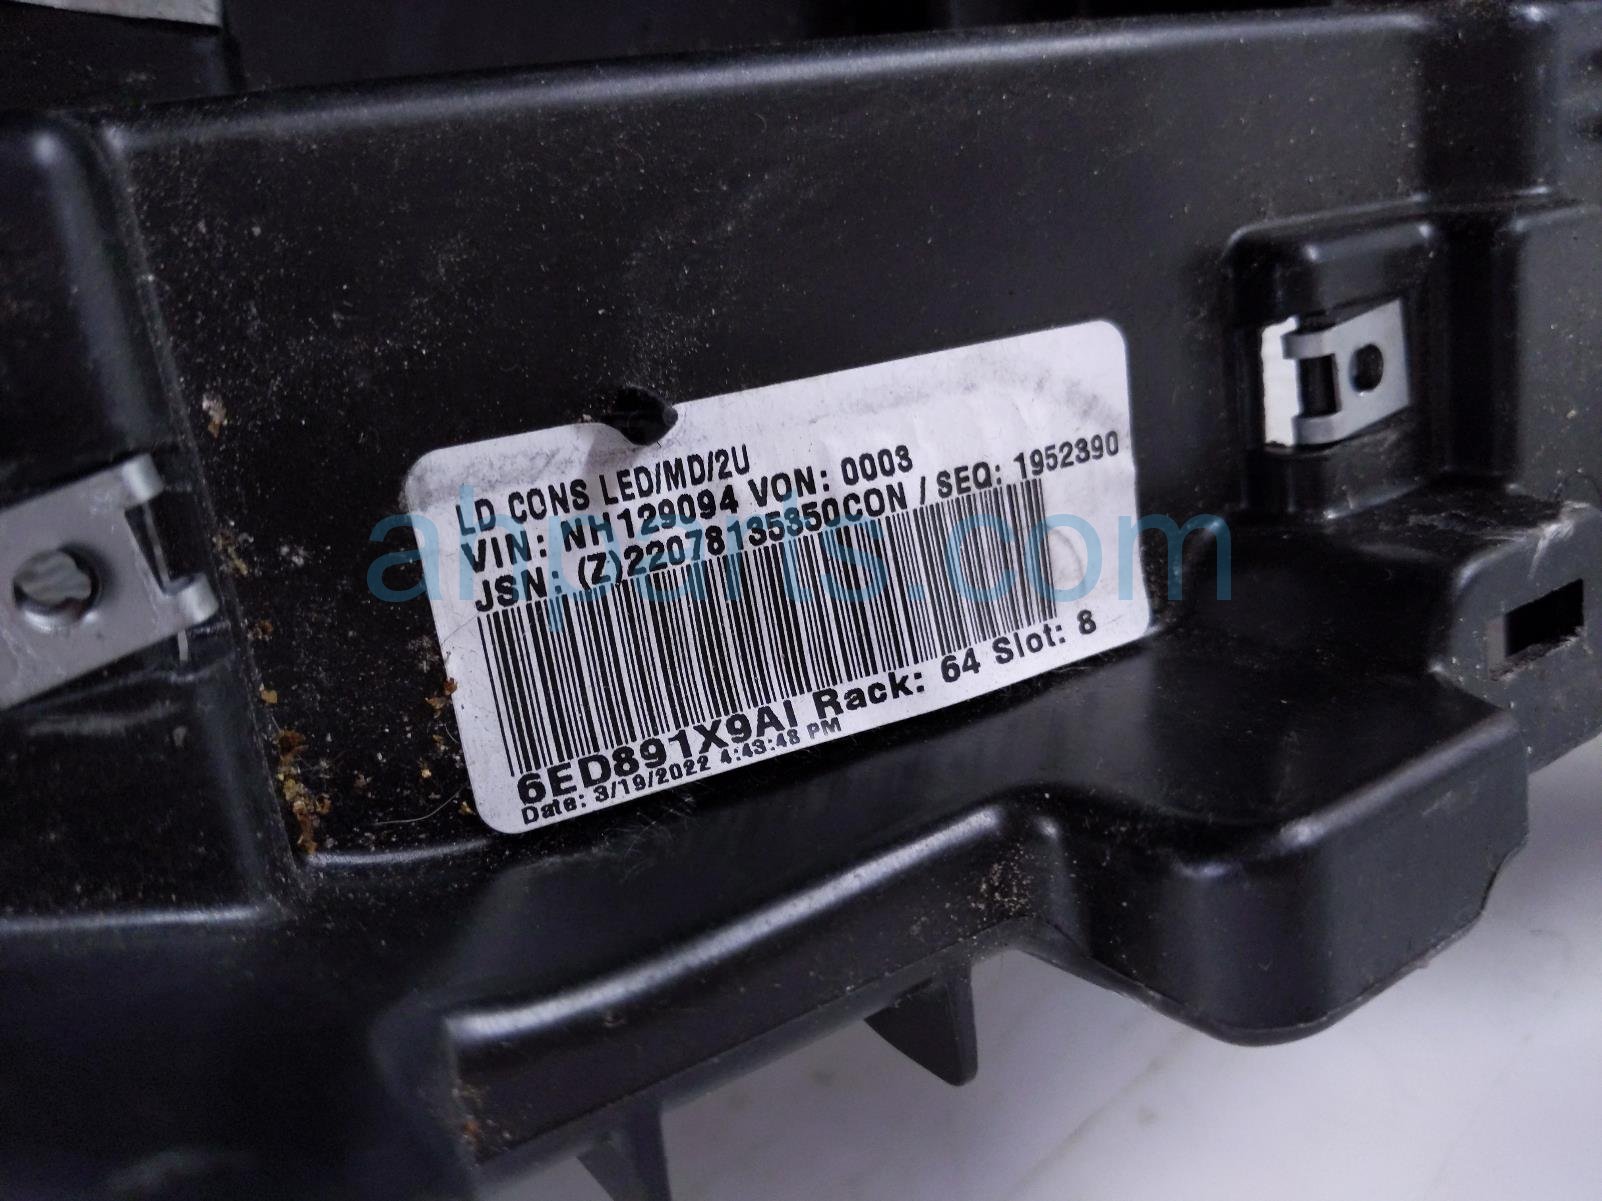 LD CONS LED/MD/2U
VIN: NH129094 VON: 0003
JSN: (Z)22078135350CON / SEQ: 1952390
6ED891X9AI Rack: 64 Slot: 8
Date: 3/19/2022 4:43:48 PM
ahparts.com